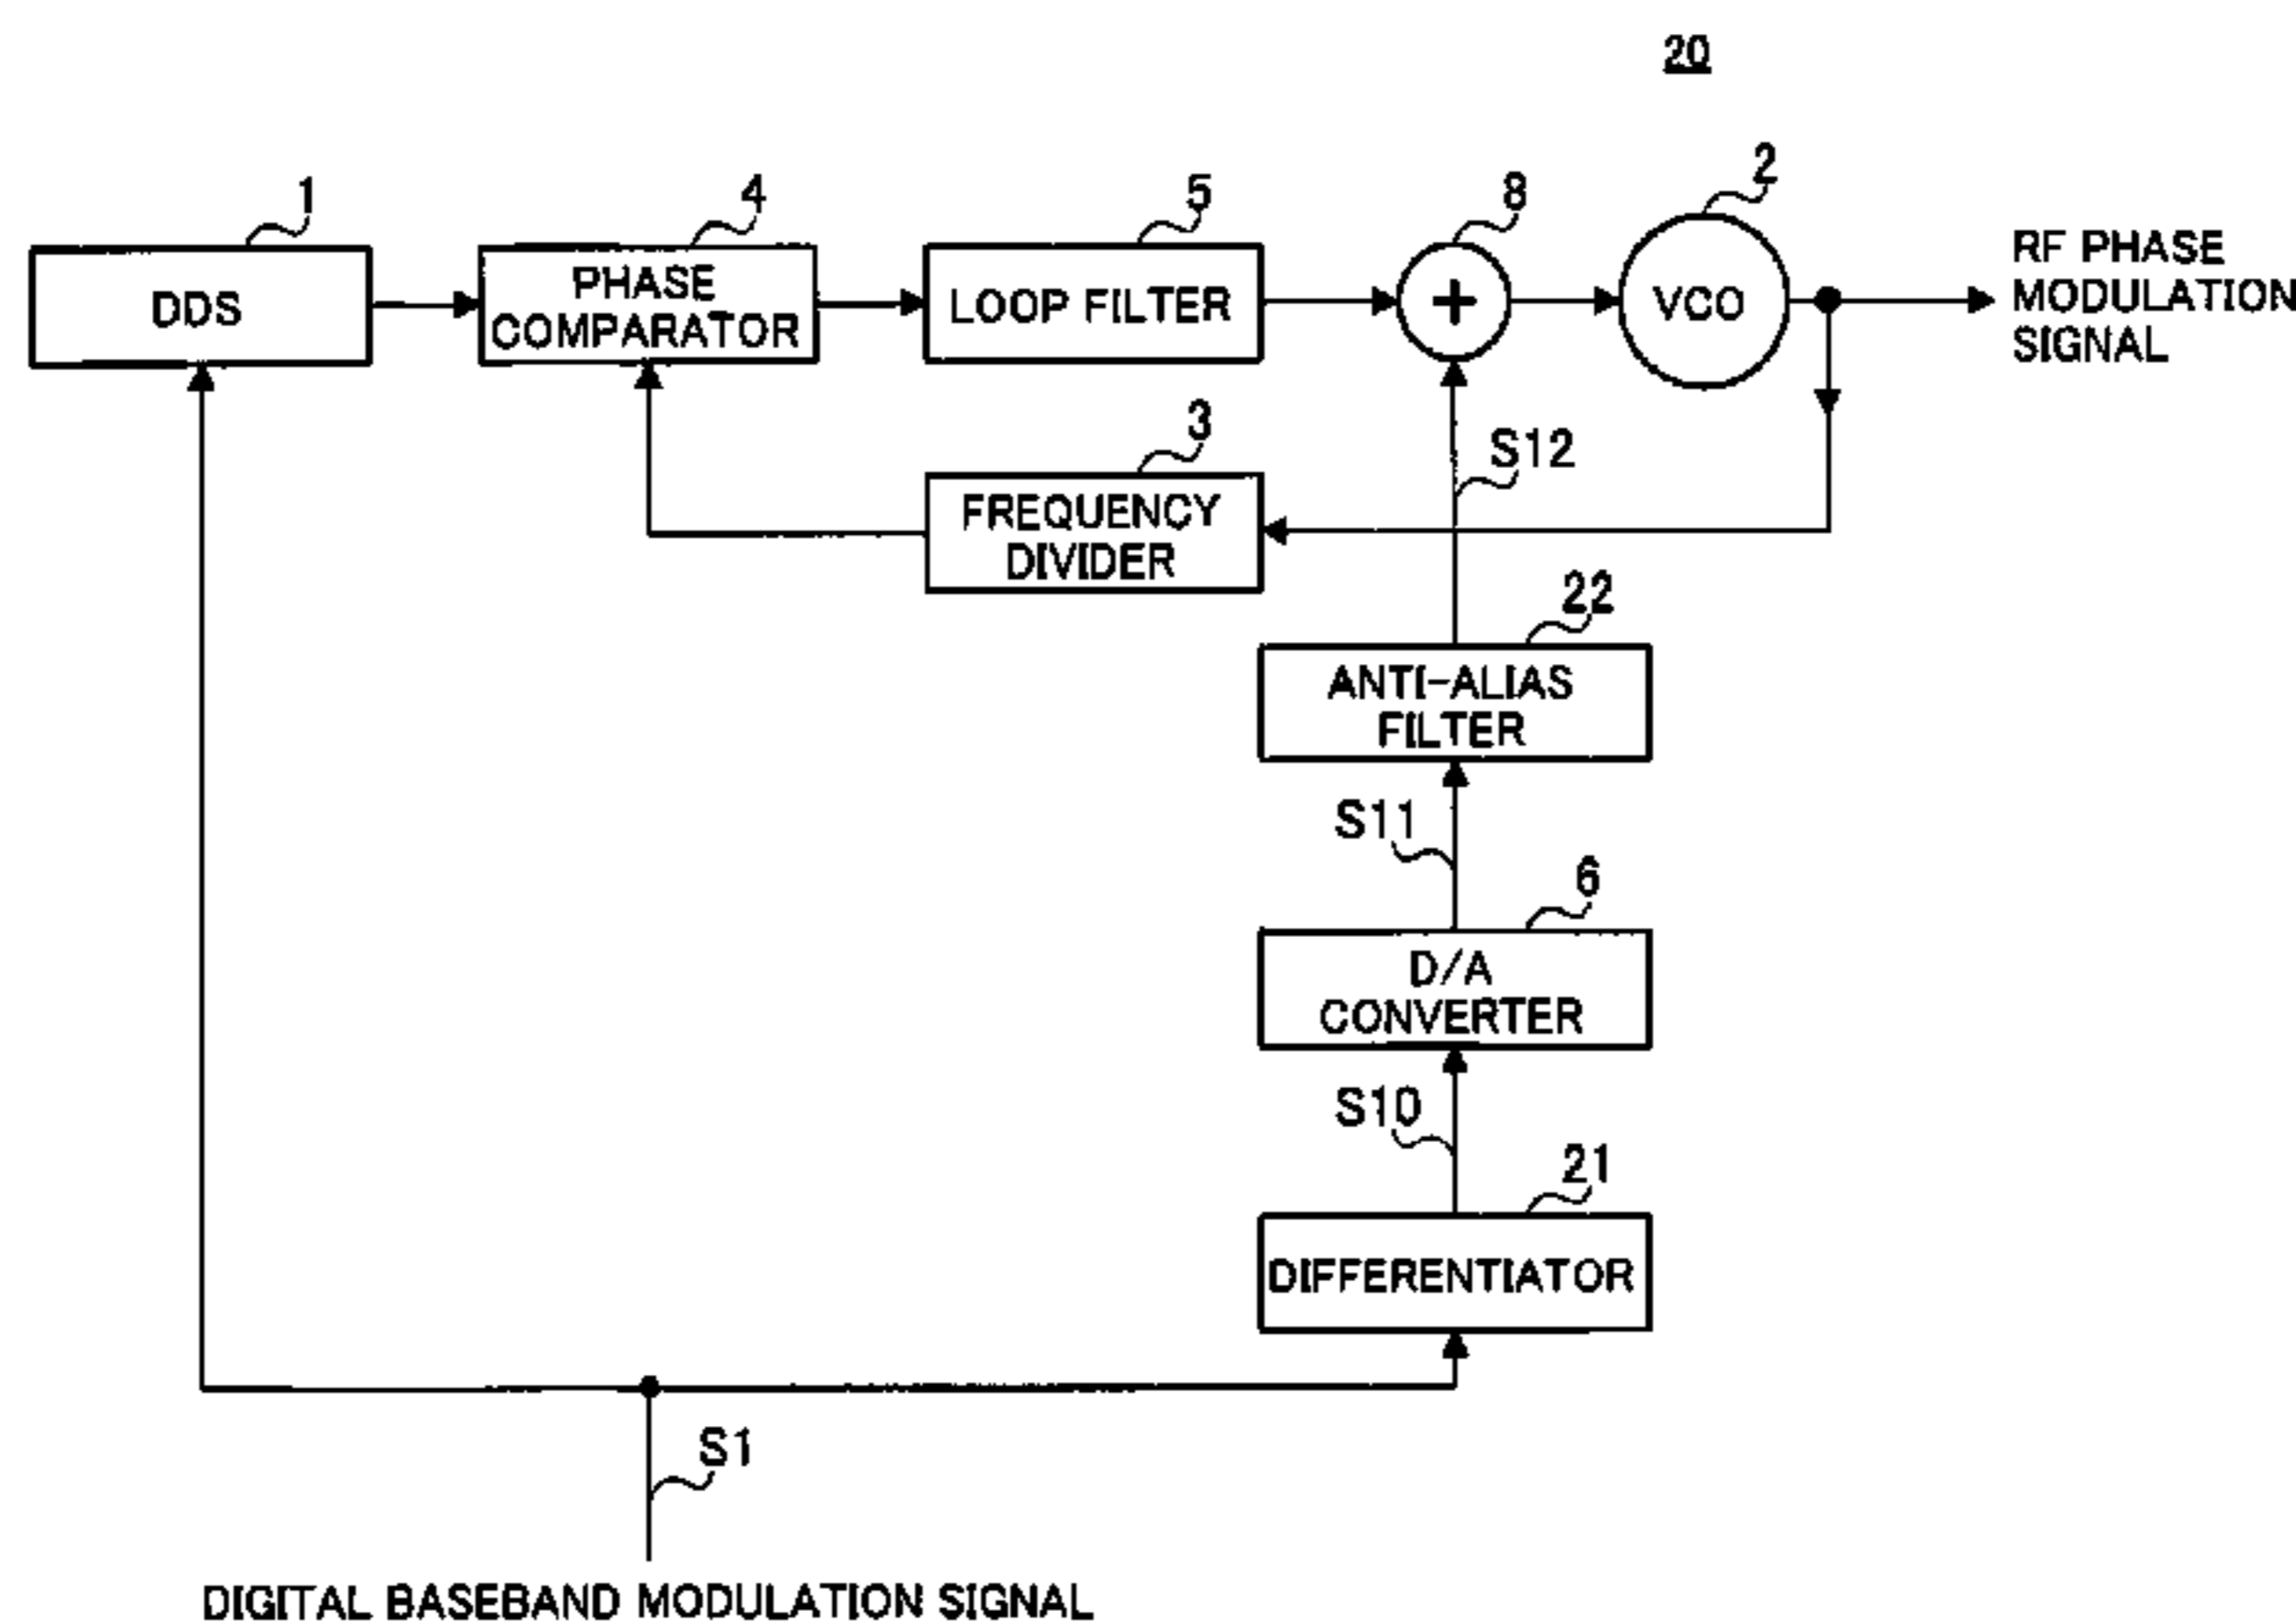 20
1
4
5
8
2
DDS
PHASE
COMPARATOR
LOOP FILTER
+
VCO
RF PHASE
MODULATION
SIGNAL
3
S12
FREQUENCY
DIVIDER
22
ANTI-ALIAS
FILTER
S11
6
D/A
CONVERTER
S10
21
DIFFERENTIATOR
S1
DIGITAL BASEBAND MODULATION SIGNAL